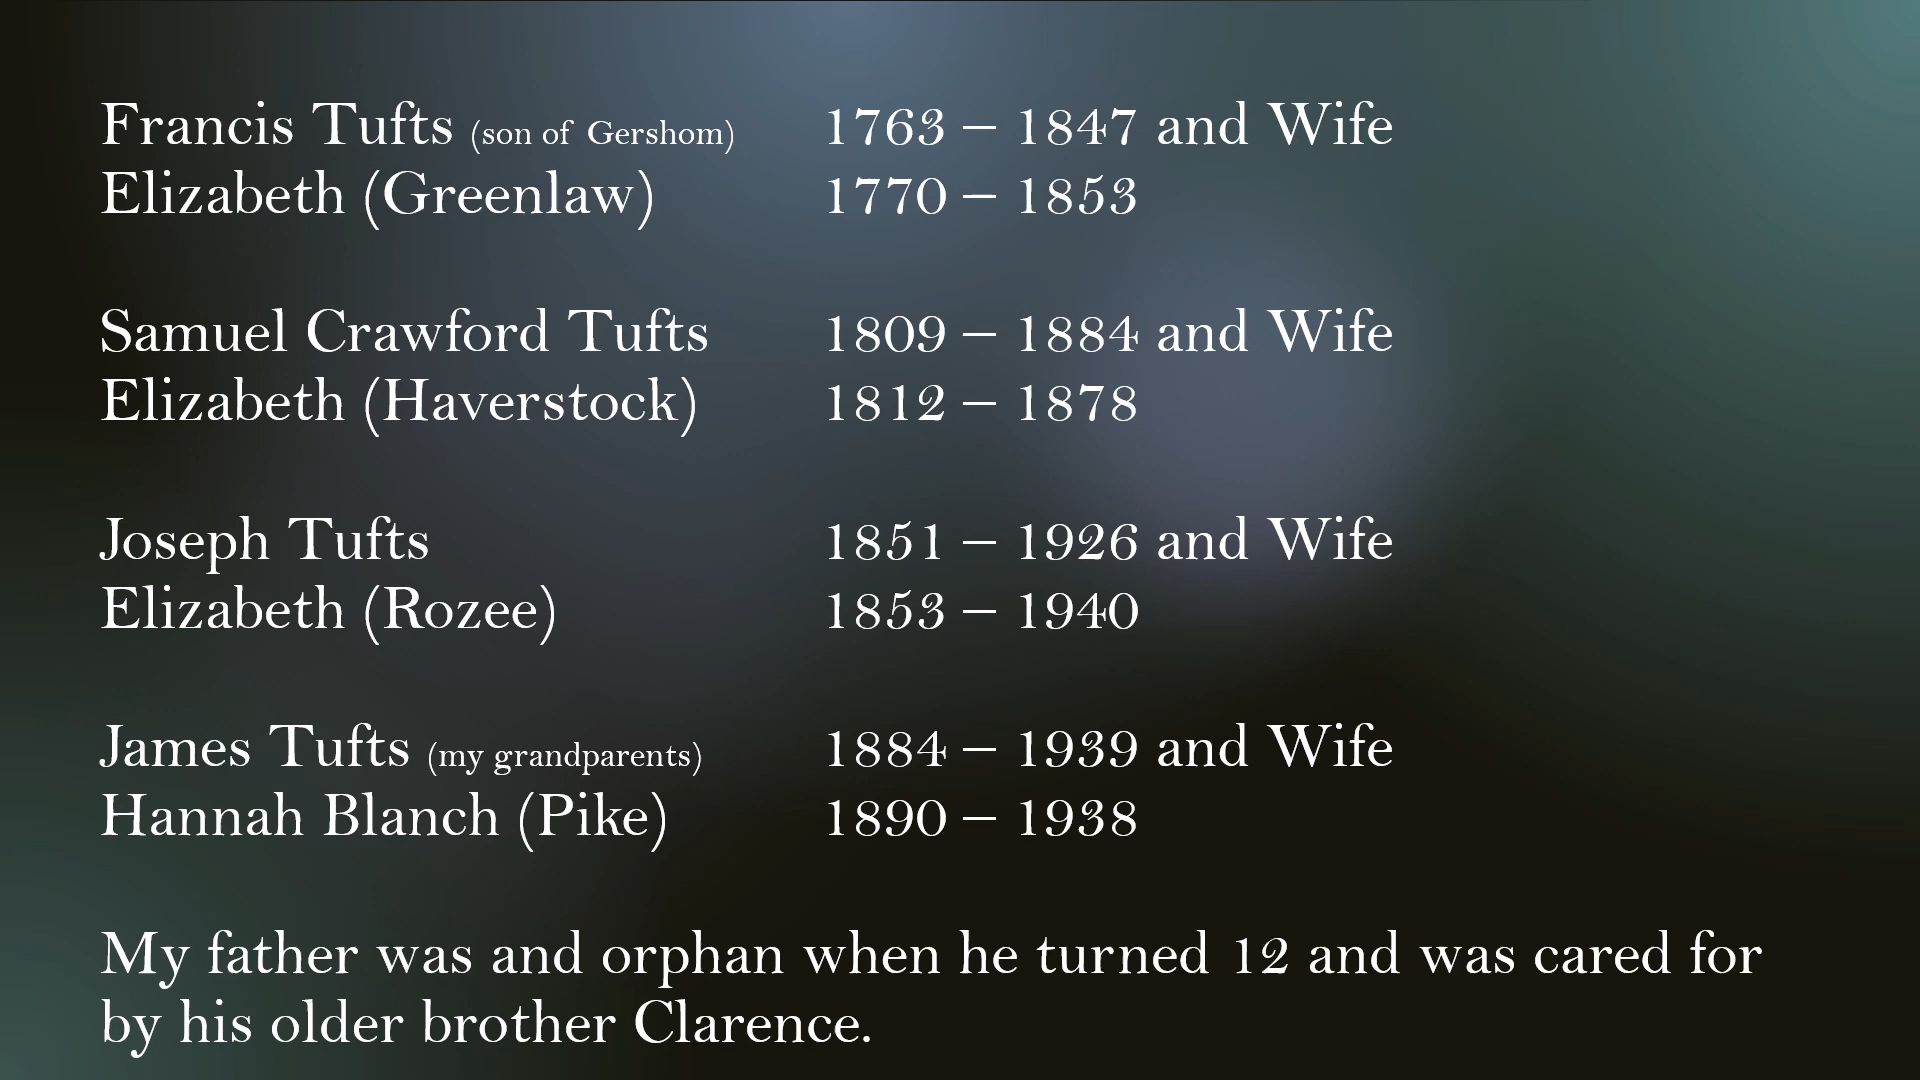 Francis Tufts (son of Gershom) 1763 – 1847 and Wife
Elizabeth (Greenlaw) 1770 – 1853
Samuel Crawford Tufts 1809 – 1884 and Wife
Elizabeth (Haverstock) 1812 – 1878
Joseph Tufts 1851 – 1926 and Wife
Elizabeth (Rozee) 1853 – 1940
James Tufts (my grandparents) 1884 – 1939 and Wife
Hannah Blanch (Pike) 1890 – 1938
My father was and orphan when he turned 12 and was cared for
by his older brother Clarence.